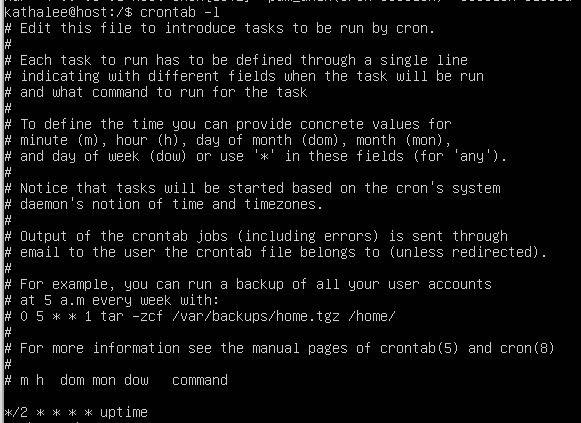 kathalee@host:/$ crontab -l
# Edit this file to introduce tasks to be run by cron.
#
# Each task to run has to be defined through a single line
# indicating with different fields when the task will be run
# and what command to run for the task
#
# To define the time you can provide concrete values for
# minute (m), hour (h), day of month (dom), month (mon),
# and day of week (dow) or use '*' in these fields (for 'any').
#
# Notice that tasks will be started based on the cron's system
# daemon's notion of time and timezones.
#
# Output of the crontab jobs (including errors) is sent through
# email to the user the crontab file belongs to (unless redirected).
#
# For example, you can run a backup of all your user accounts
# at 5 a.m every week with:
# 0 5 * * 1 tar -zcf /var/backups/home.tgz /home/
#
# For more information see the manual pages of crontab(5) and cron(8)
#
# m h  dom mon dow   command

*/2 * * * * uptime